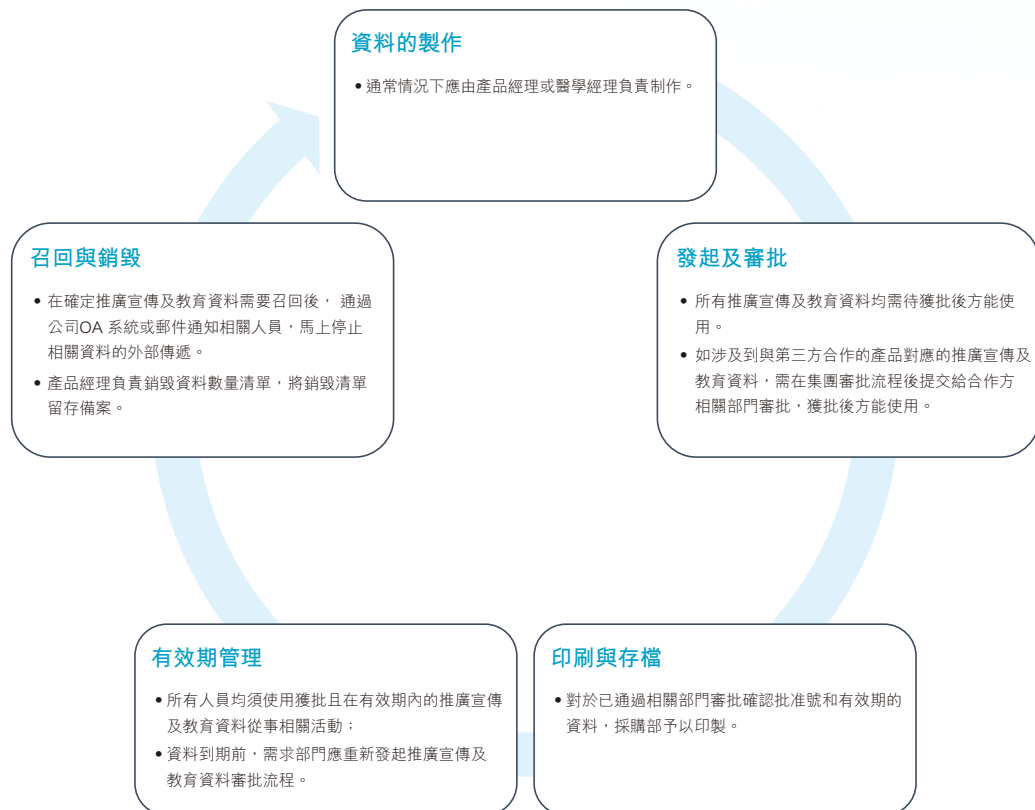 資料的製作
• 通常情況下應由產品經理或醫學經理負責制作。
發起及審批
• 所有推廣宣傳及教育資料均需待獲批後方能使
用。
• 如涉及到與第三方合作的產品對應的推廣宣傳及
教育資料，需在集團審批流程後提交給合作方
相關部門審批，獲批後方能使用。
印刷與存檔
• 對於已通過相關部門審批確認批准號和有效期的
資料，採購部予以印製。
有效期管理
• 所有人員均須使用獲批且在有效期內的推廣宣傳
及教育資料從事相關活動；
• 資料到期前，需求部門應重新發起推廣宣傳及
教育資料審批流程。
召回與銷毀
• 在確定推廣宣傳及教育資料需要召回後， 通過
公司OA 系統或郵件通知相關人員，馬上停止
相關資料的外部傳遞。
• 產品經理負責銷毀資料數量清單，將銷毀清單
留存備案。